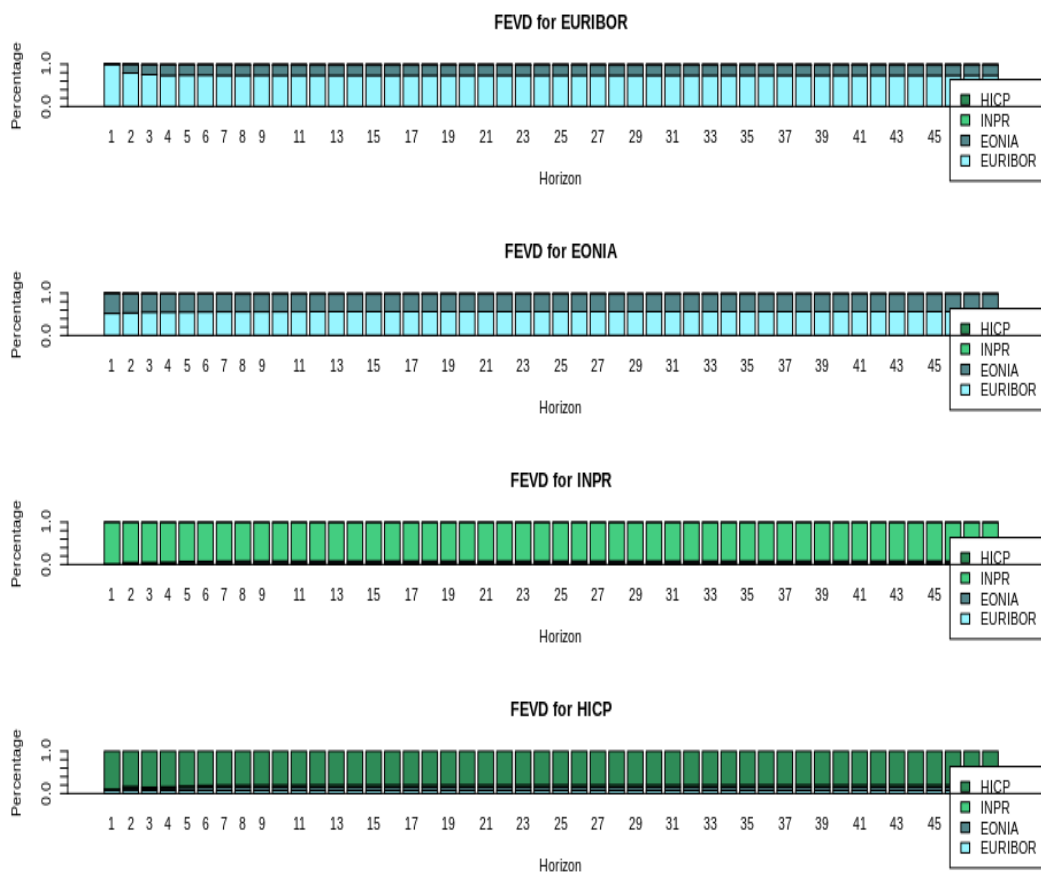 FEVD for EURIBOR
Percentage
0.0 1.0
1 2 3 4 5 6 7 8 9 11 13 15 17 19 21 23 25 27 29 31 33 35 37 39 41 43 45
Horizon
HICP
INPR
EONIA
EURIBOR
FEVD for EONIA
Percentage
0.0 1.0
1 2 3 4 5 6 7 8 9 11 13 15 17 19 21 23 25 27 29 31 33 35 37 39 41 43 45
Horizon
HICP
INPR
EONIA
EURIBOR
FEVD for INPR
Percentage
0.0 1.0
1 2 3 4 5 6 7 8 9 11 13 15 17 19 21 23 25 27 29 31 33 35 37 39 41 43 45
Horizon
HICP
INPR
EONIA
EURIBOR
FEVD for HICP
Percentage
0.0 1.0
1 2 3 4 5 6 7 8 9 11 13 15 17 19 21 23 25 27 29 31 33 35 37 39 41 43 45
Horizon
HICP
INPR
EONIA
EURIBOR